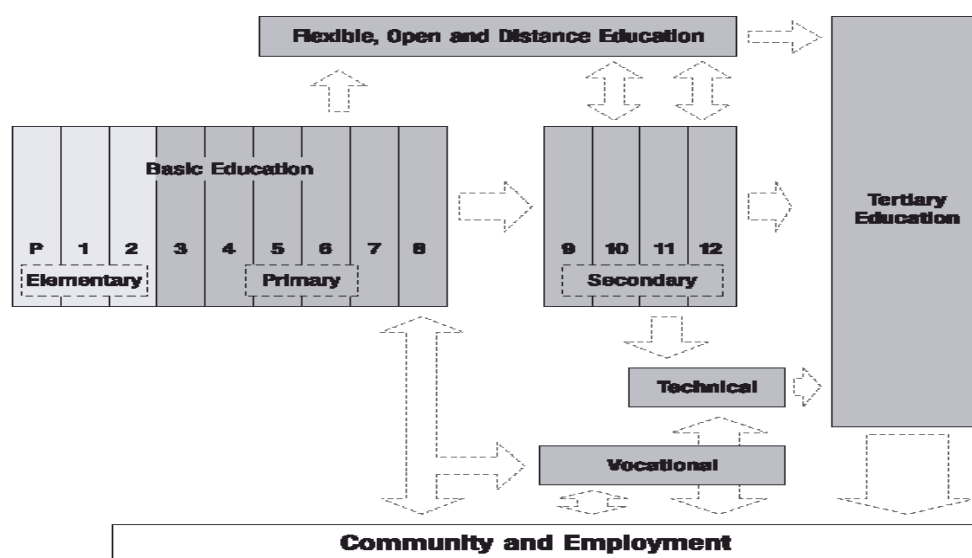 Flexible, Open and Distance Education
Basic Education
P 1 2 3 4 5 6 7 8
Elementary
Primary
9 10 11 12
Secondary
Tertiary
Education
Technical
Vocational
Community and Employment